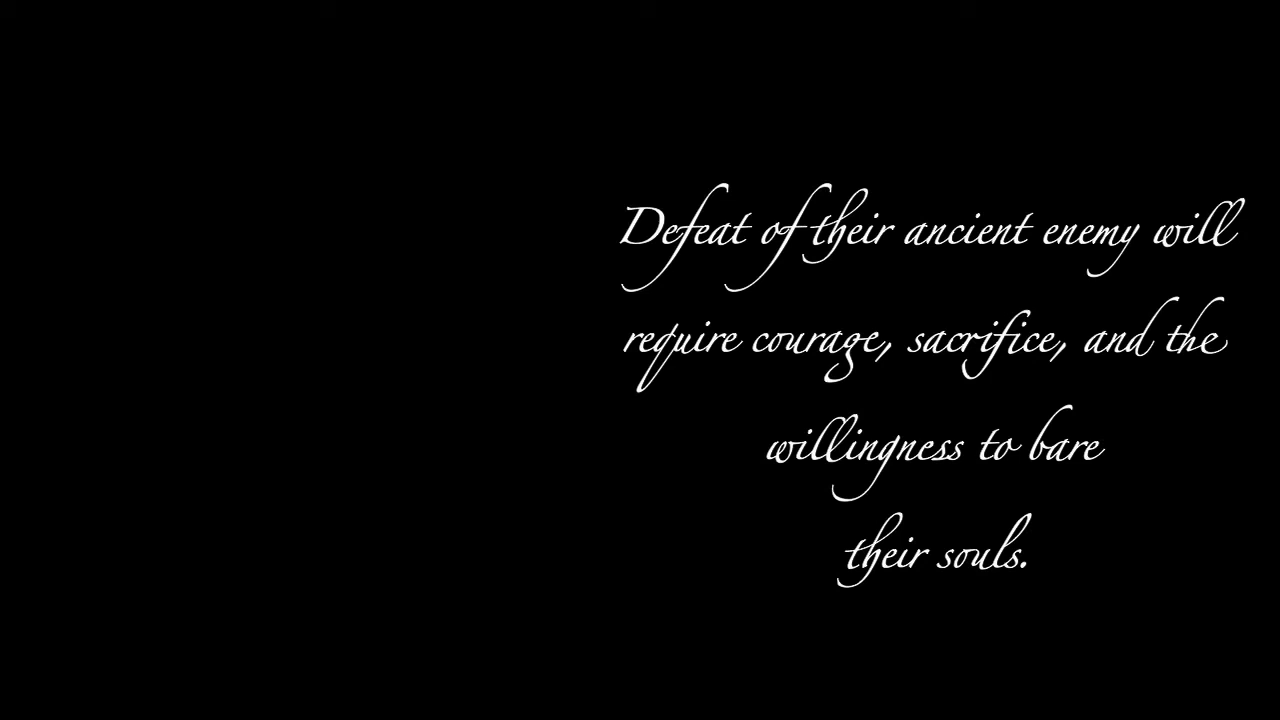 Defeat of their ancient enemy will
require courage, sacrifice, and the
willingness to bare
their souls.